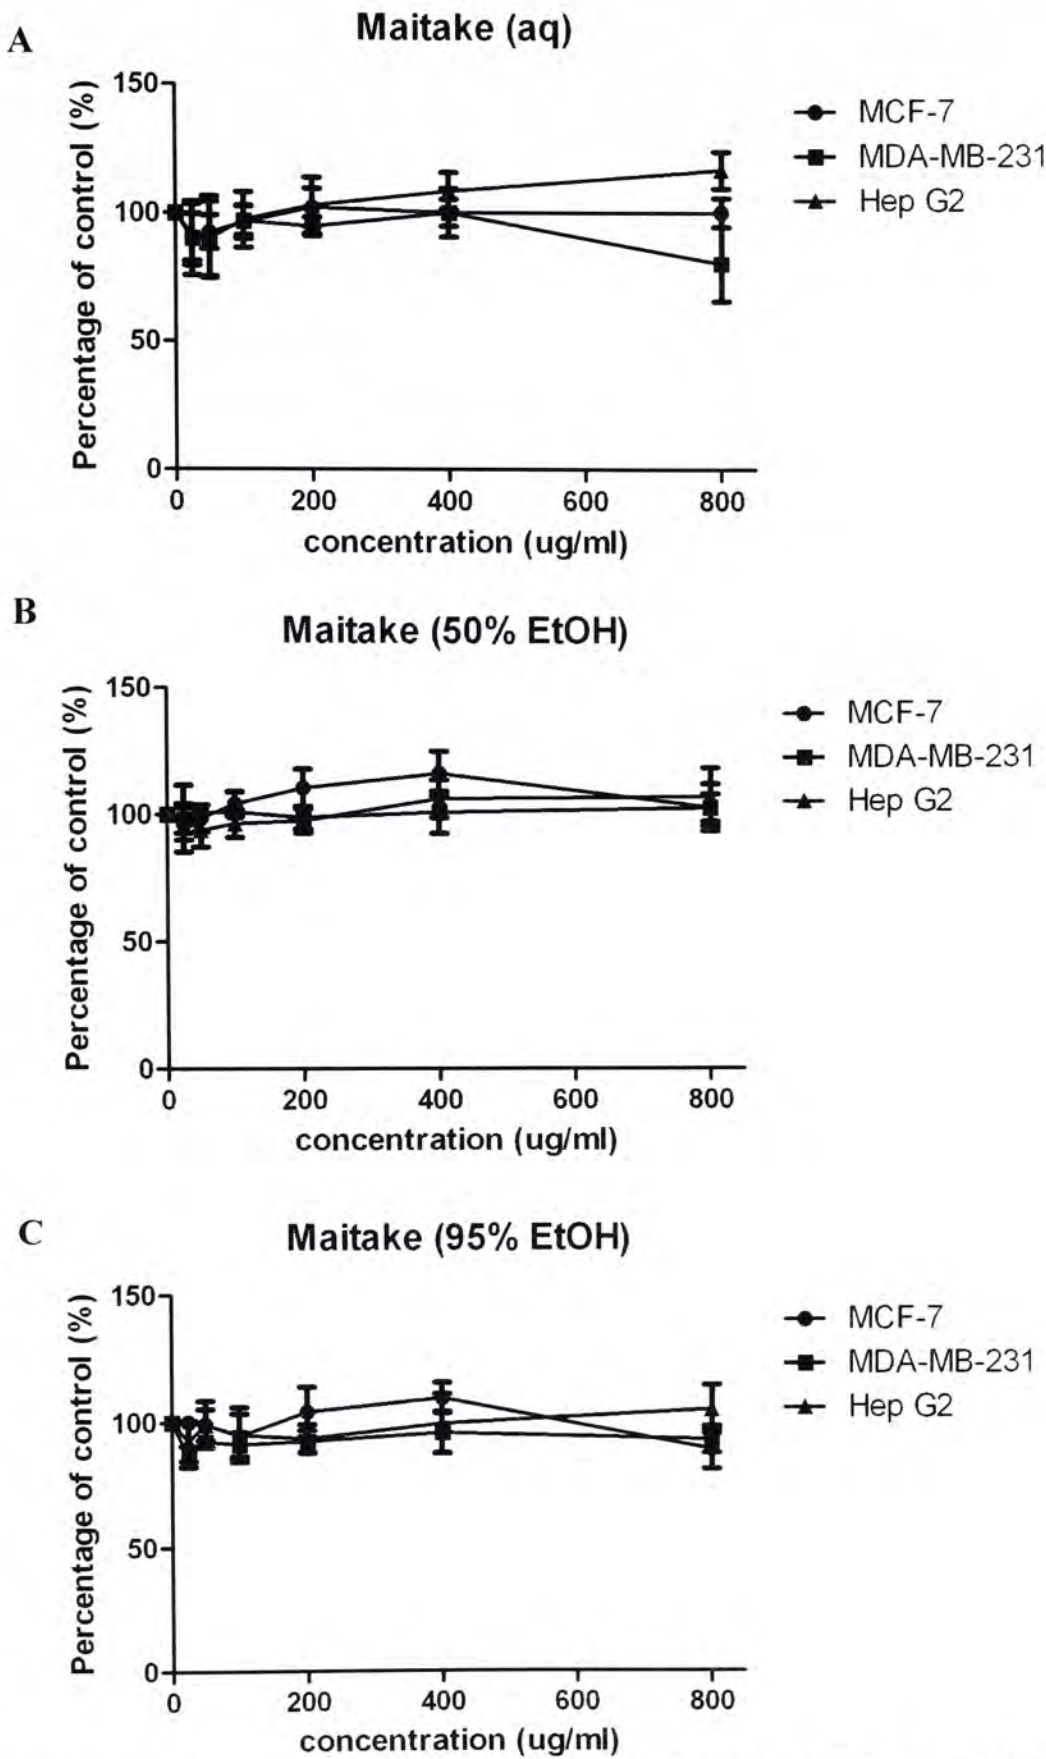 A
Maitake (aq)
Percentage of control (%)
150
100
50
0
0 200 400 600 800
concentration (ug/ml)
MCF-7
MDA-MB-231
Hep G2
B
Maitake (50% EtOH)
Percentage of control (%)
150
100
50
0
0 200 400 600 800
concentration (ug/ml)
MCF-7
MDA-MB-231
Hep G2
C
Maitake (95% EtOH)
Percentage of control (%)
150
100
50
0
0 200 400 600 800
concentration (ug/ml)
MCF-7
MDA-MB-231
Hep G2